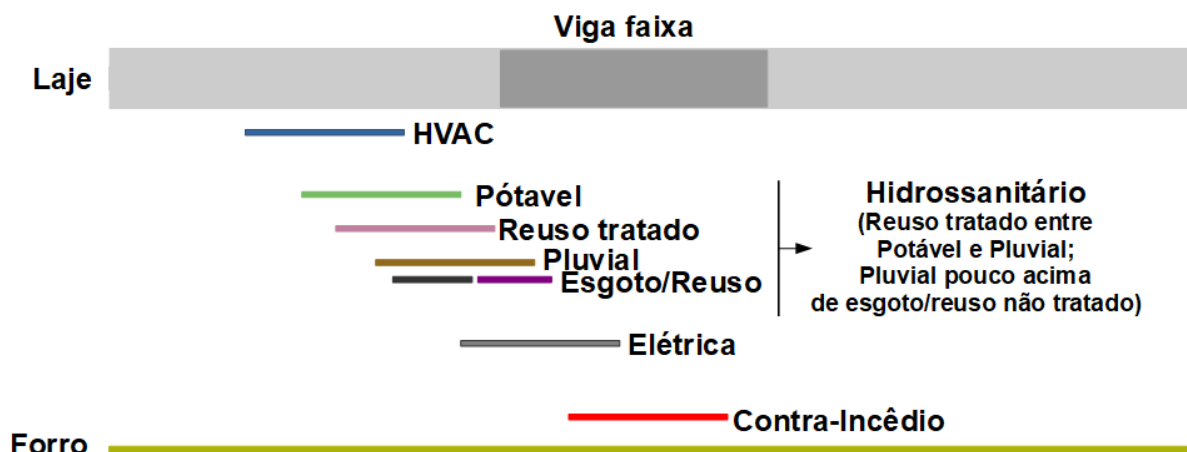 Viga faixa
Laje
HVAC
Pótavel
Reuso tratado
Pluvial
Esgoto/Reuso
Hidrossanitário
(Reuso tratado entre
Potável e Pluvial;
Pluvial pouco acima
de esgoto/reuso não tratado)
Elétrica
Contra-Incêdio
Forro